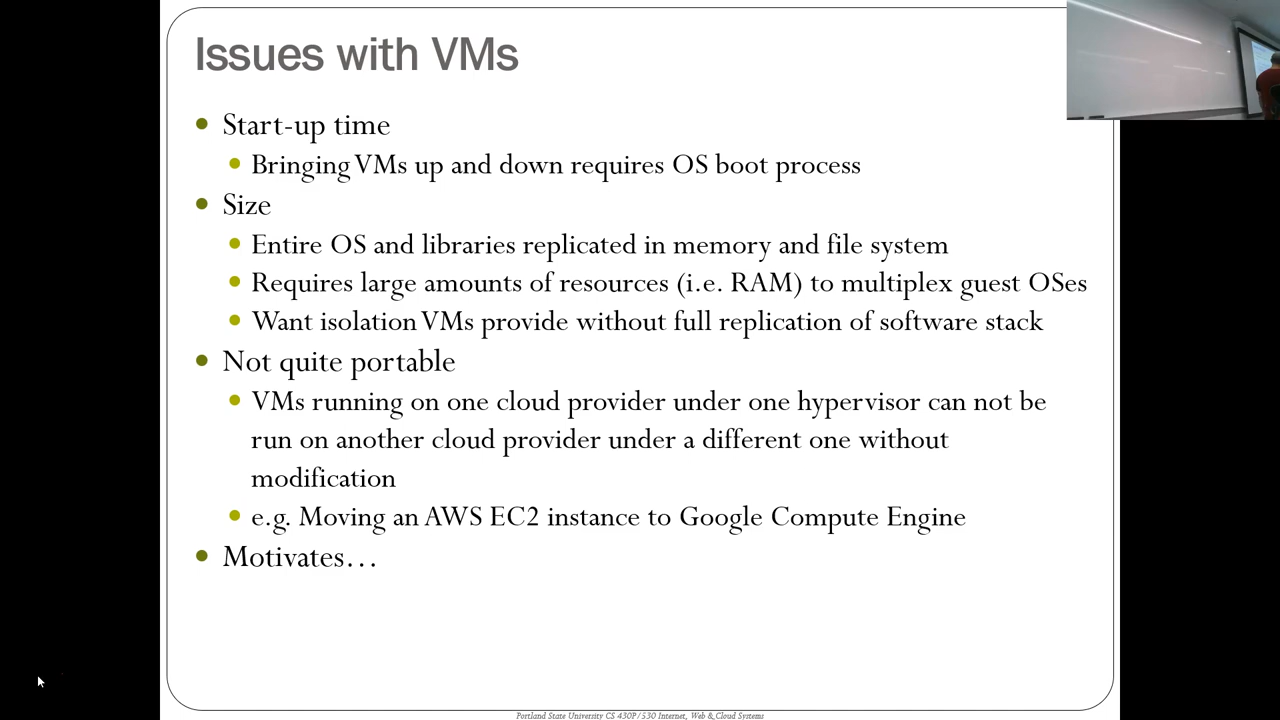 Issues with VMs
Start-up time
Bringing VMs up and down requires OS boot process
Size
Entire OS and libraries replicated in memory and file system
Requires large amounts of resources (i.e. RAM) to multiplex guest OSes
Want isolation VMs provide without full replication of software stack
Not quite portable
VMs running on one cloud provider under one hypervisor can not be
run on another cloud provider under a different one without
modification
e.g. Moving an AWS EC2 instance to Google Compute Engine
Motivates…
Portland State University CS 430P/530 Internet, Web & Cloud Systems